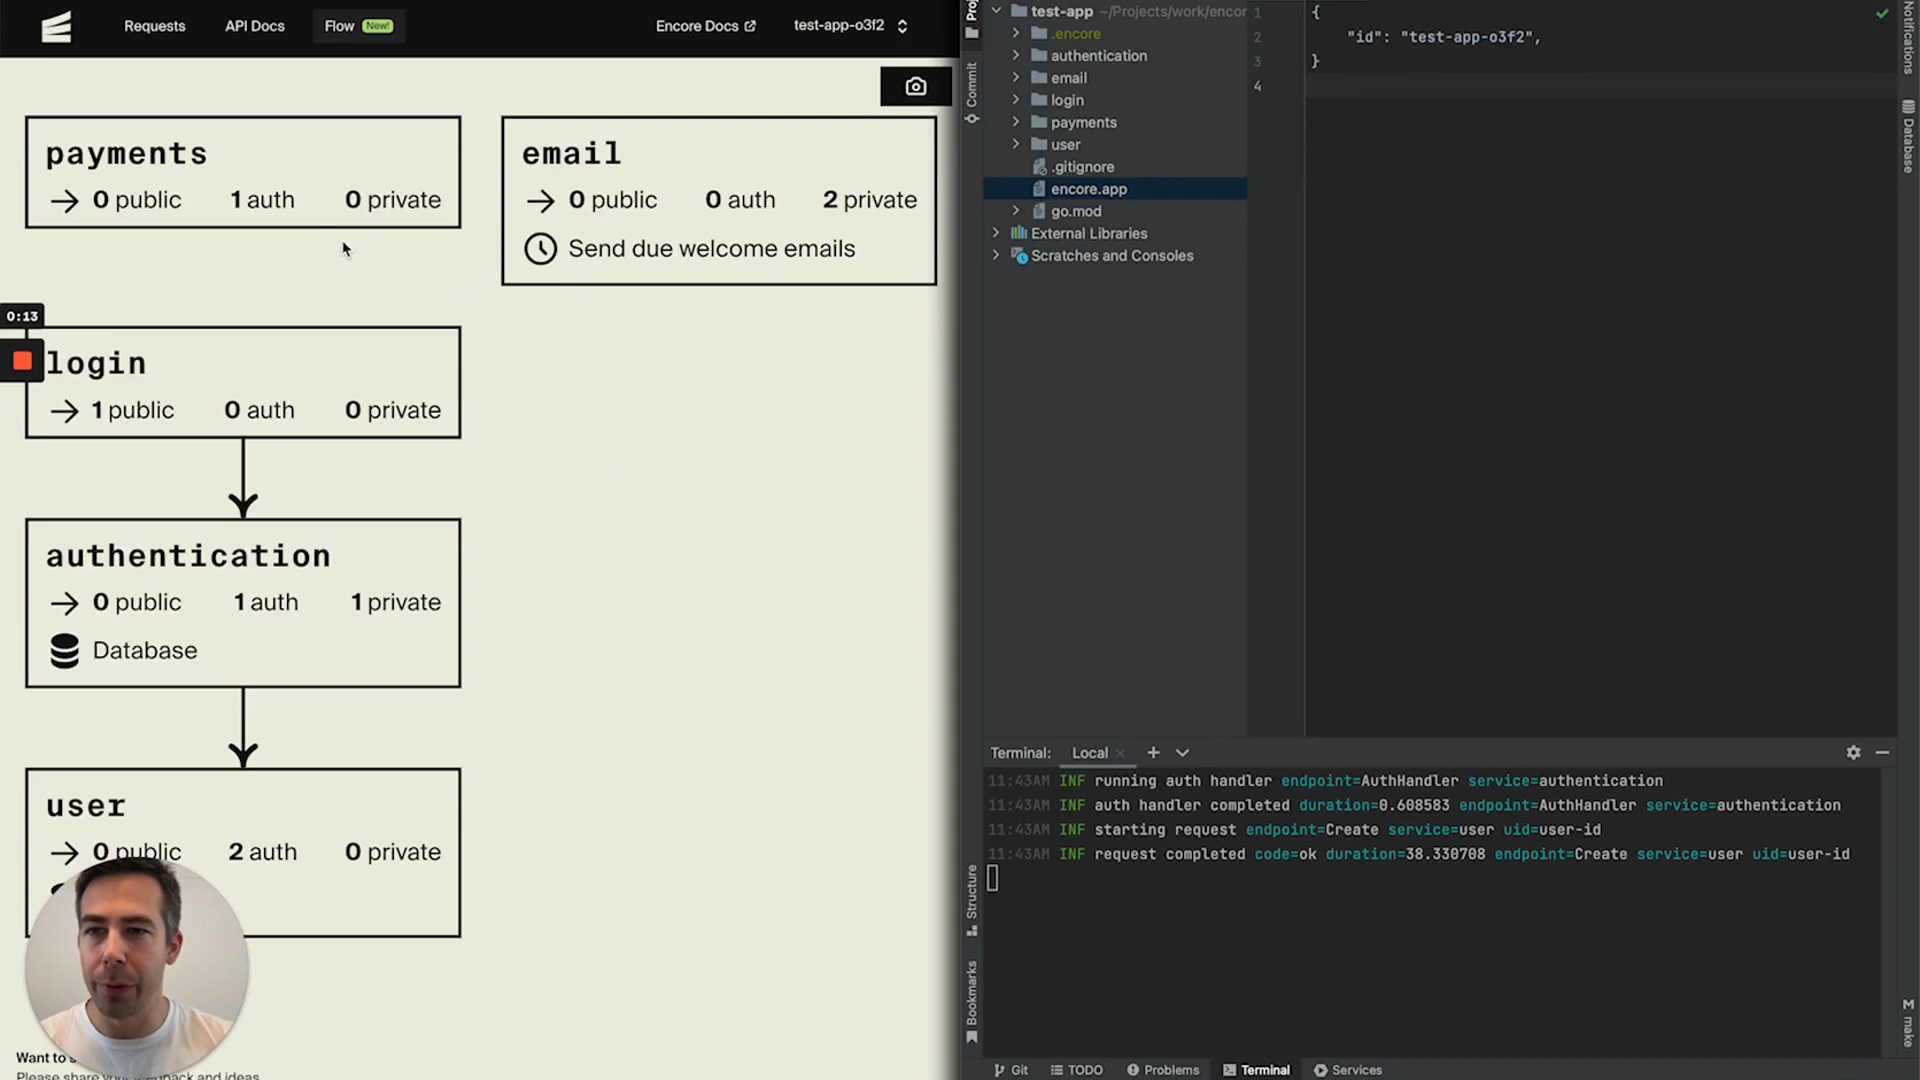 Requests
API Docs
Flow New!
Encore Docs
test-app-o3f2
payments
0 public 1 auth 0 private
email
0 public 0 auth 2 private
Send due welcome emails
0:13
login
1 public 0 auth 0 private
authentication
0 public 1 auth 1 private
Database
user
0 public 2 auth 0 private
Want to
Please share your feedback and ideas
Commit
Structure
Bookmarks
test-app ~/Projects/work/encor
.encore
authentication
email
login
payments
user
.gitignore
encore.app
go.mod
External Libraries
Scratches and Consoles
1 {
2 "id": "test-app-o3f2",
3 }
4
Notifications
Database
M make
Terminal: Local
11:43AM INF running auth handler endpoint=AuthHandler service=authentication
11:43AM INF auth handler completed duration=0.608583 endpoint=AuthHandler service=authentication
11:43AM INF starting request endpoint=Create service=user uid=user-id
11:43AM INF request completed code=ok duration=38.330708 endpoint=Create service=user uid=user-id
Git
TODO
Problems
Terminal
Services